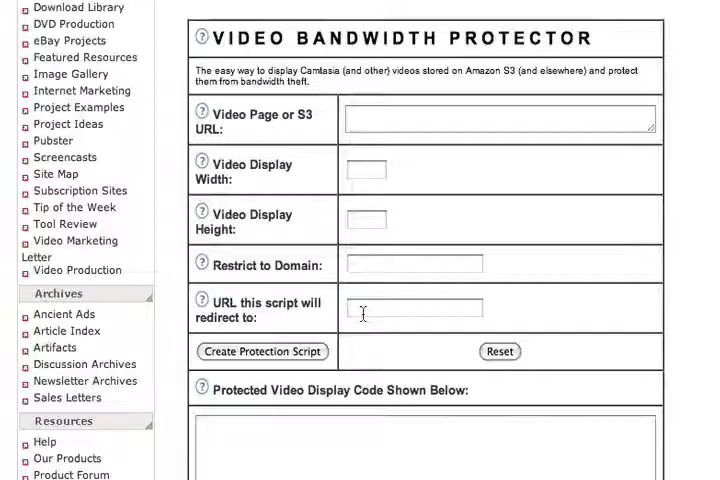 Download Library
DVD Production
eBay Projects
Featured Resources
Image Gallery
Internet Marketing
Project Examples
Project Ideas
Pubster
Screencasts
Site Map
Subscription Sites
Tip of the Week
Tool Review
Video Marketing
Letter
Video Production
Archives
Ancient Ads
Article Index
Artifacts
Discussion Archives
Newsletter Archives
Sales Letters
Resources
Help
Our Products
Product Forum
? VIDEO BANDWIDTH PROTECTOR
The easy way to display Camtasia (and other) videos stored on Amazon S3 (and elsewhere) and protect
them from bandwidth theft.
? Video Page or S3
URL:
? Video Display
Width:
? Video Display
Height:
? Restrict to Domain:
? URL this script will
redirect to:
Create Protection Script
Reset
? Protected Video Display Code Shown Below: